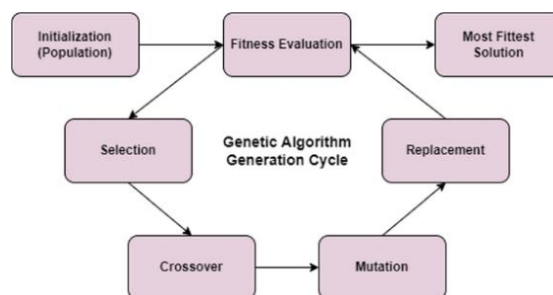 Initialization
(Population)
Fitness Evaluation
Most Fittest
Solution
Selection
Genetic Algorithm
Generation Cycle
Replacement
Crossover
Mutation